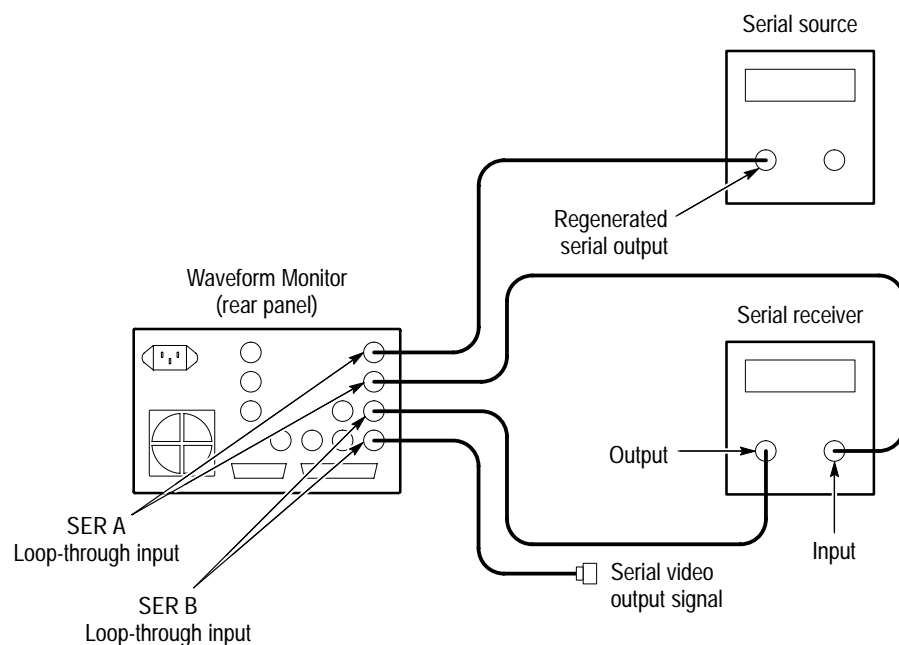 Serial source
Regenerated
serial output
Waveform Monitor
(rear panel)
Serial receiver
Output
Input
SER A
Loop-through input
Serial video
output signal
SER B
Loop-through input